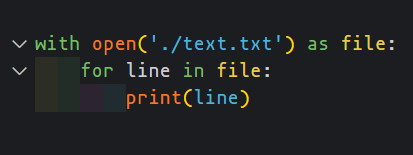 with open('./text.txt') as file:
    for line in file:
        print(line)